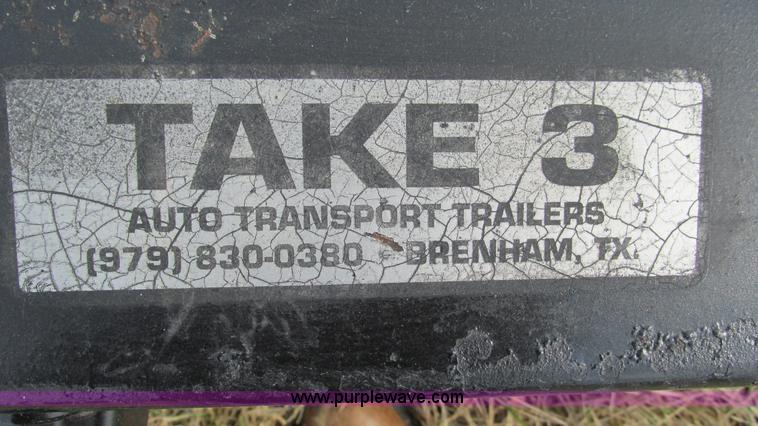 TAKE 3
AUTO TRANSPORT TRAILERS
(979) 830-0380 - BRENHAM, TX.
www.purplewave.com